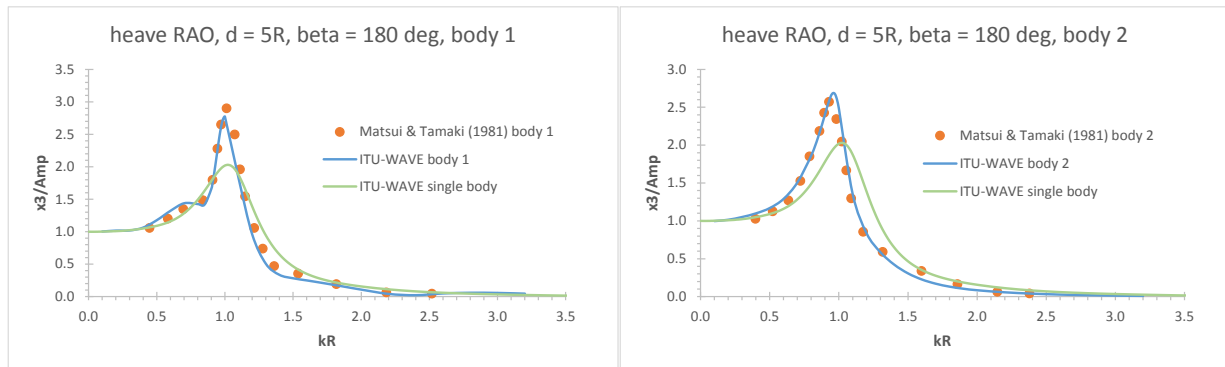 heave RAO, d = 5R, beta = 180 deg, body 1
x3/Amp
3.5
3.0
2.5
2.0
1.5
1.0
0.5
0.0
Matsui & Tamaki (1981) body 1
ITU-WAVE body 1
ITU-WAVE single body
0.0 0.5 1.0 1.5 2.0 2.5 3.0 3.5
kR
heave RAO, d = 5R, beta = 180 deg, body 2
x3/Amp
3.0
2.5
2.0
1.5
1.0
0.5
0.0
Matsui & Tamaki (1981) body 2
ITU-WAVE body 2
ITU-WAVE single body
0.0 0.5 1.0 1.5 2.0 2.5 3.0 3.5
kR